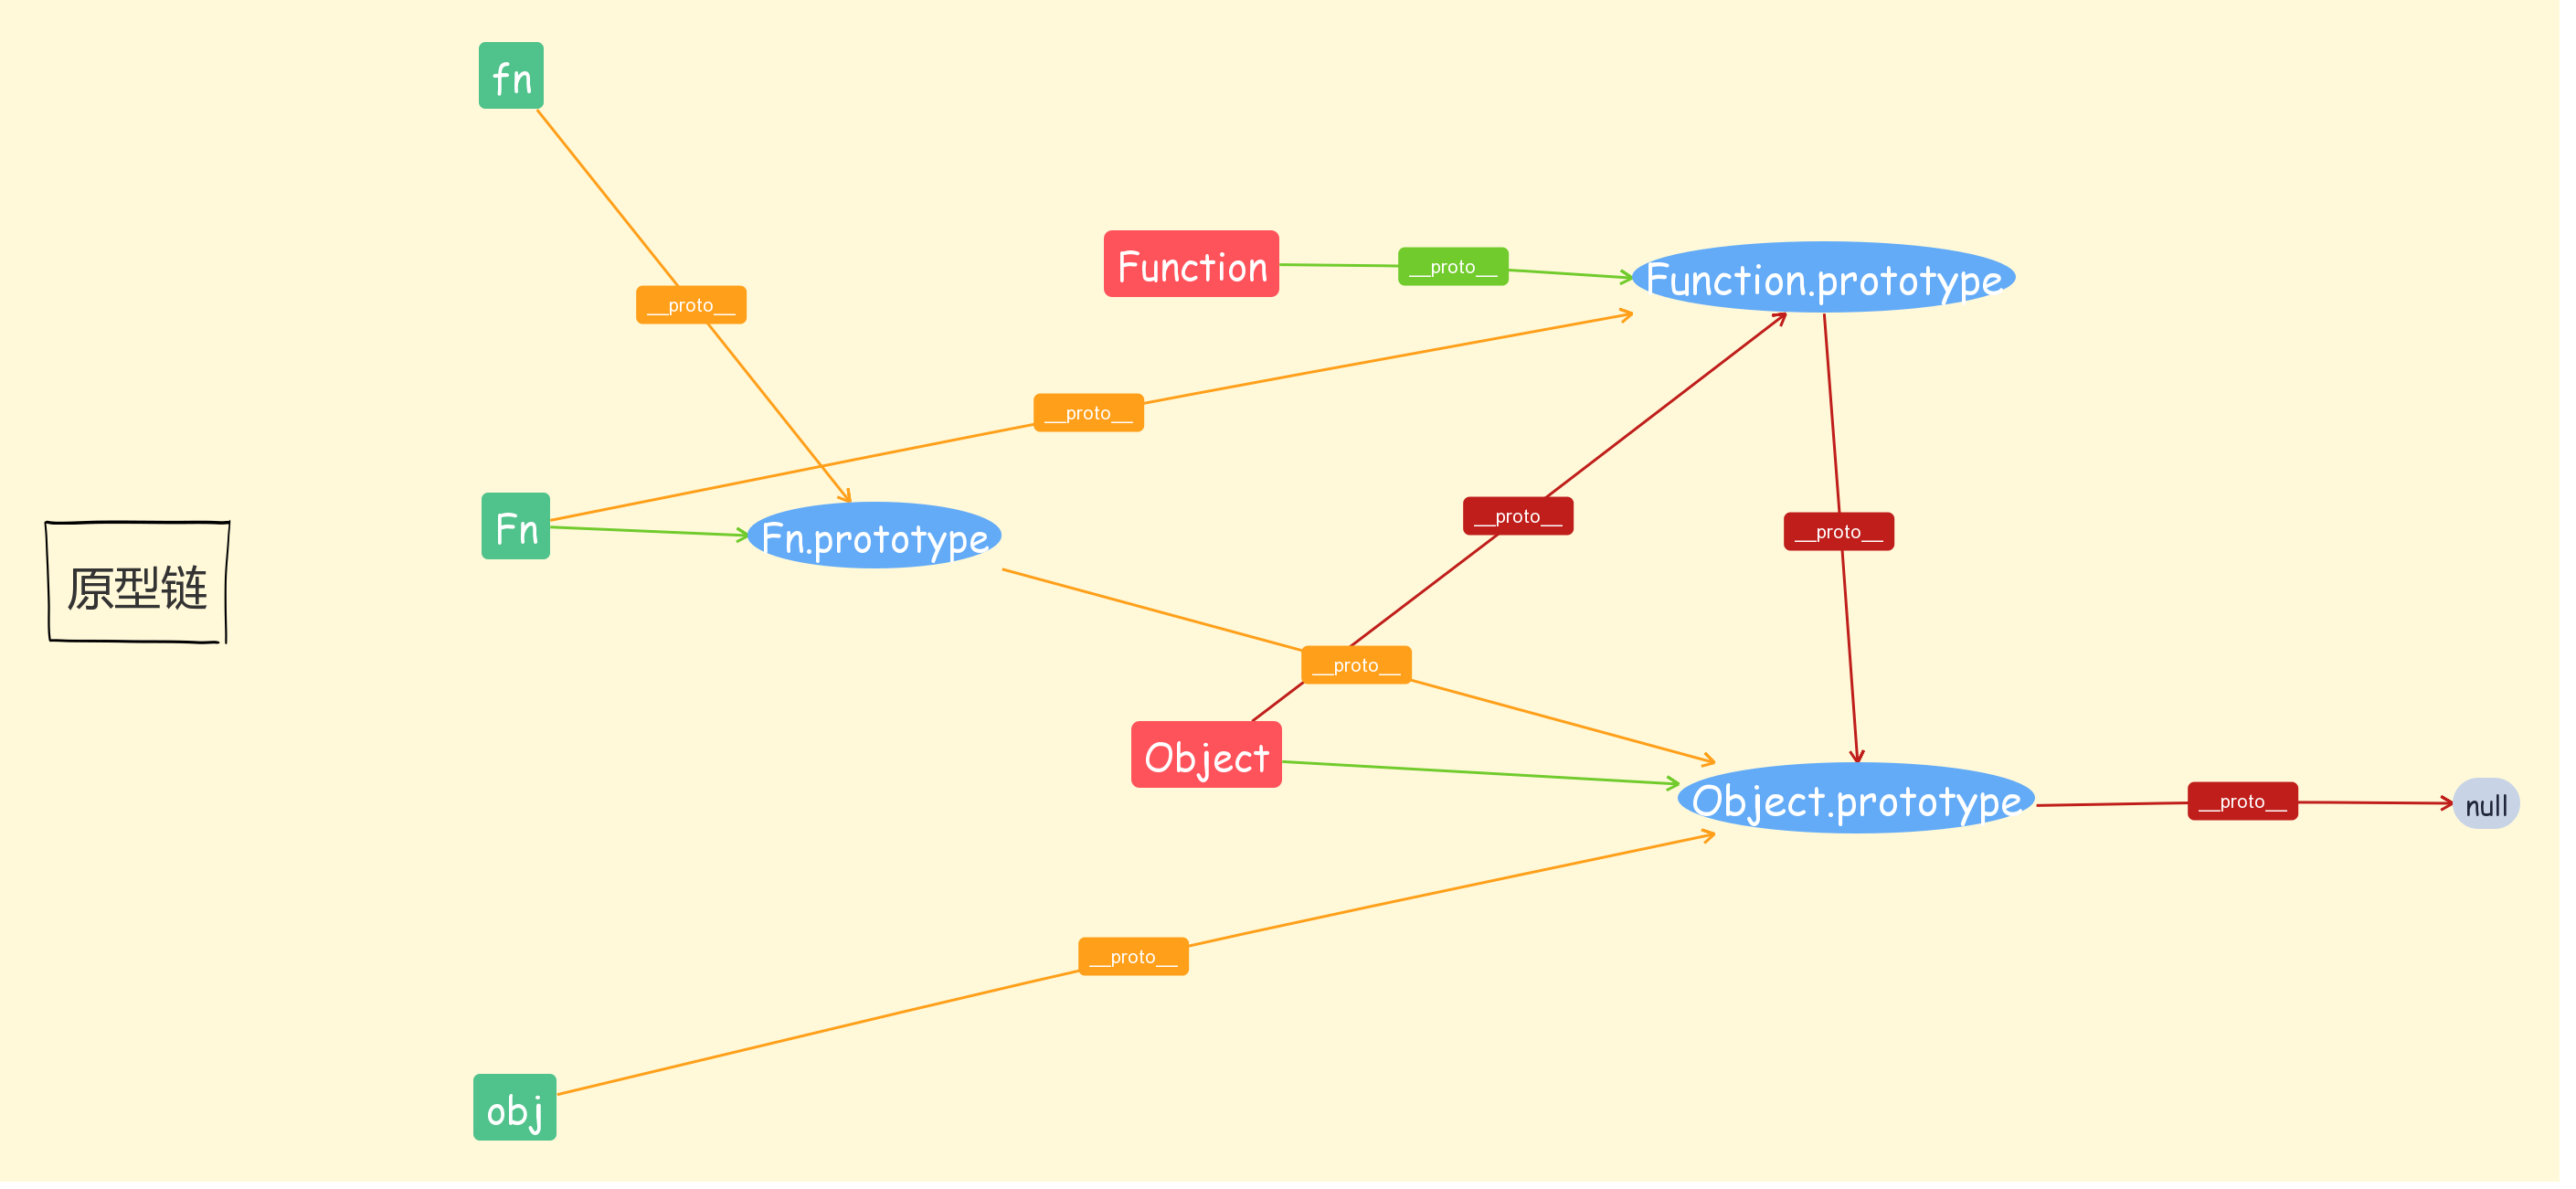 fn
Function
__proto__
Function.prototype
__proto__
__proto__
Fn
Fn.prototype
__proto__
__proto__
原型链
__proto__
Object
Object.prototype
__proto__
null
__proto__
obj